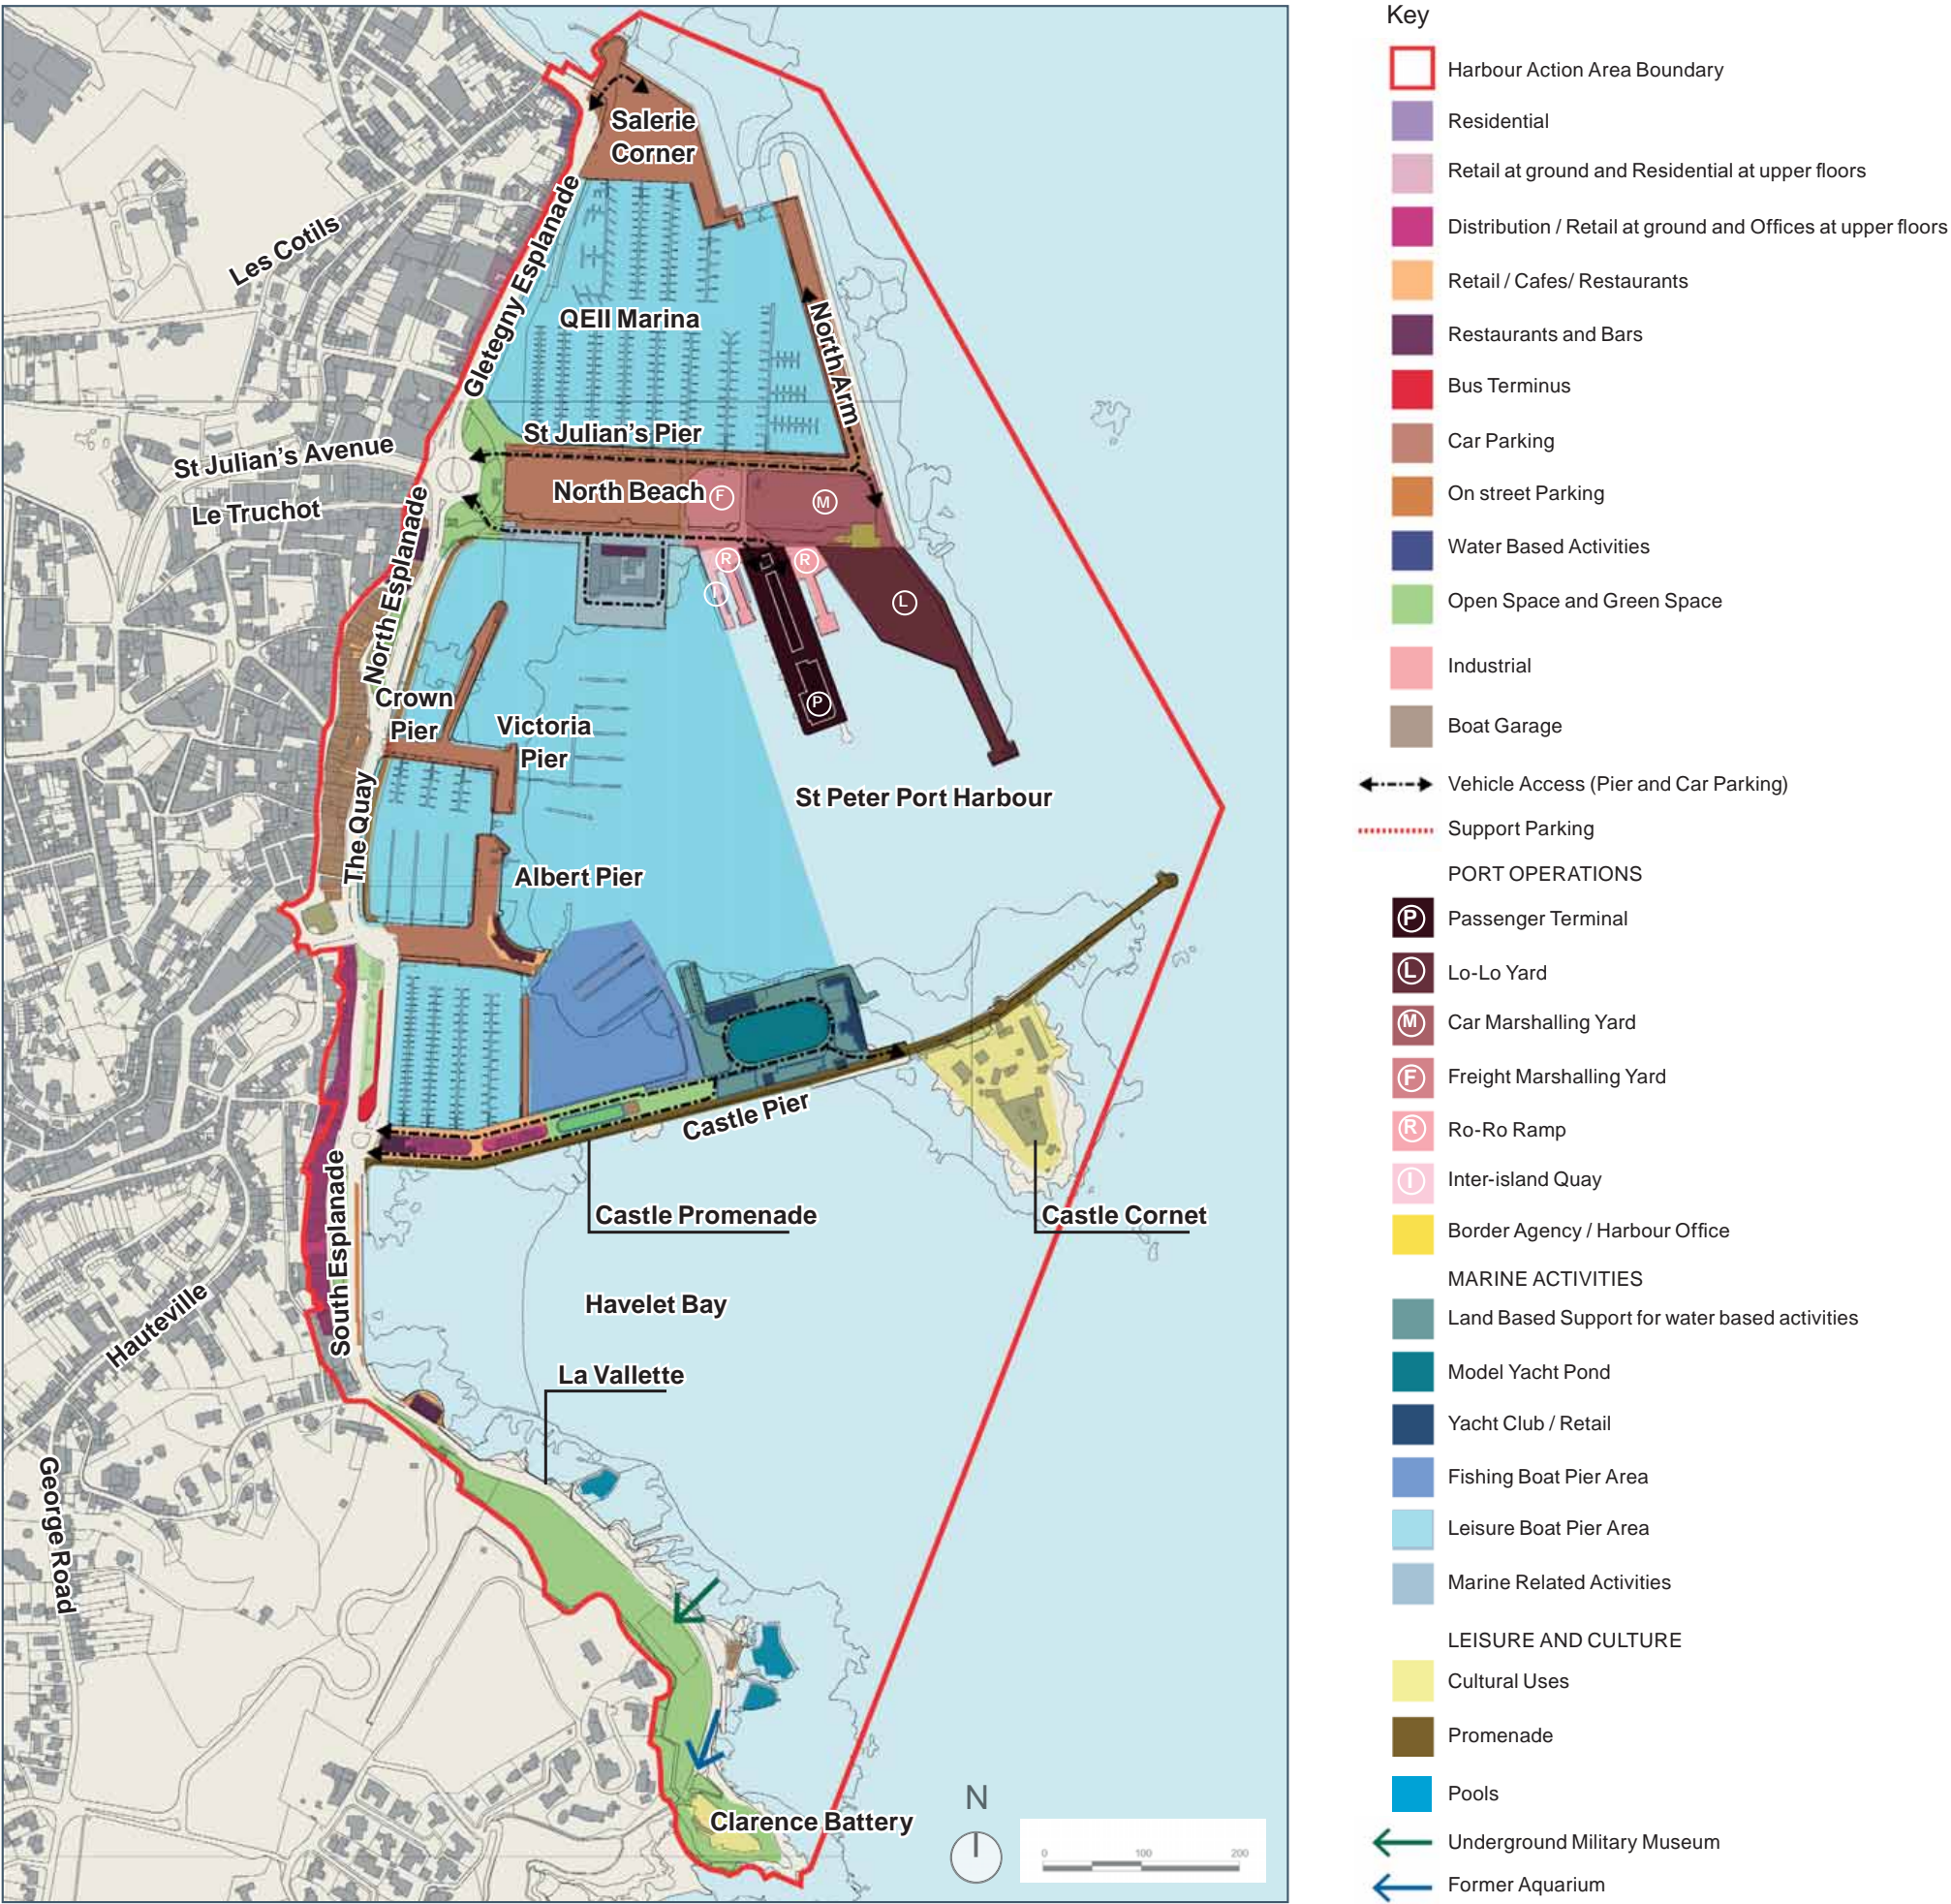 Salerie
Corner
Les Cotils
Gletegny Esplanade
QEII Marina
North Arm
St Julian's Pier
St Julian's Avenue
North Beach
F
M
Le Truchot
North Esplanade
R
R
I
L
P
Crown
Pier
Victoria
Pier
St Peter Port Harbour
The Quay
Albert Pier
Castle Pier
South Esplanade
Castle Promenade
Castle Cornet
Hauteville
Havelet Bay
La Vallette
George Road
Clarence Battery
N
0 100 200
Key
Harbour Action Area Boundary
Residential
Retail at ground and Residential at upper floors
Distribution / Retail at ground and Offices at upper floors
Retail / Cafes/ Restaurants
Restaurants and Bars
Bus Terminus
Car Parking
On street Parking
Water Based Activities
Open Space and Green Space
Industrial
Boat Garage
Vehicle Access (Pier and Car Parking)
Support Parking
PORT OPERATIONS
P Passenger Terminal
L Lo-Lo Yard
M Car Marshalling Yard
F Freight Marshalling Yard
R Ro-Ro Ramp
I Inter-island Quay
Border Agency / Harbour Office
MARINE ACTIVITIES
Land Based Support for water based activities
Model Yacht Pond
Yacht Club / Retail
Fishing Boat Pier Area
Leisure Boat Pier Area
Marine Related Activities
LEISURE AND CULTURE
Cultural Uses
Promenade
Pools
Underground Military Museum
Former Aquarium